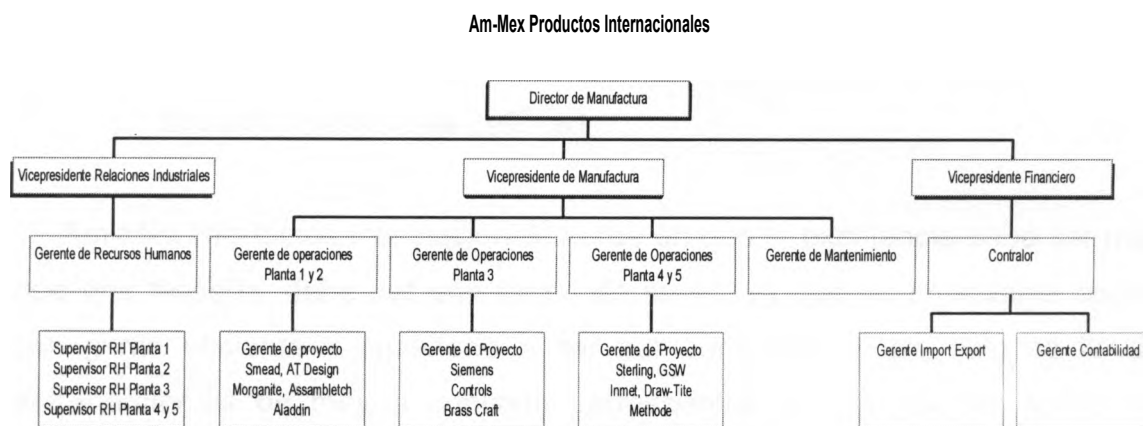 Am-Mex Productos Internacionales
Director de Manufactura
Vicepresidente Relaciones Industriales
Vicepresidente de Manufactura
Vicepresidente Financiero
Gerente de Recursos Humanos
Gerente de operaciones
Planta 1 y 2
Gerente de Operaciones
Planta 3
Gerente de Operaciones
Planta 4 y 5
Gerente de Mantenimiento
Contralor
Supervisor RH Planta 1
Supervisor RH Planta 2
Supervisor RH Planta 3
Supervisor RH Planta 4 y 5
Gerente de proyecto
Smead, AT Design
Morganite, Assambletch
Aladdin
Gerente de Proyecto
Siemens
Controls
Brass Craft
Gerente de Proyecto
Sterling, GSW
Inmet, Draw-Tite
Methode
Gerente Import Export
Gerente Contabilidad